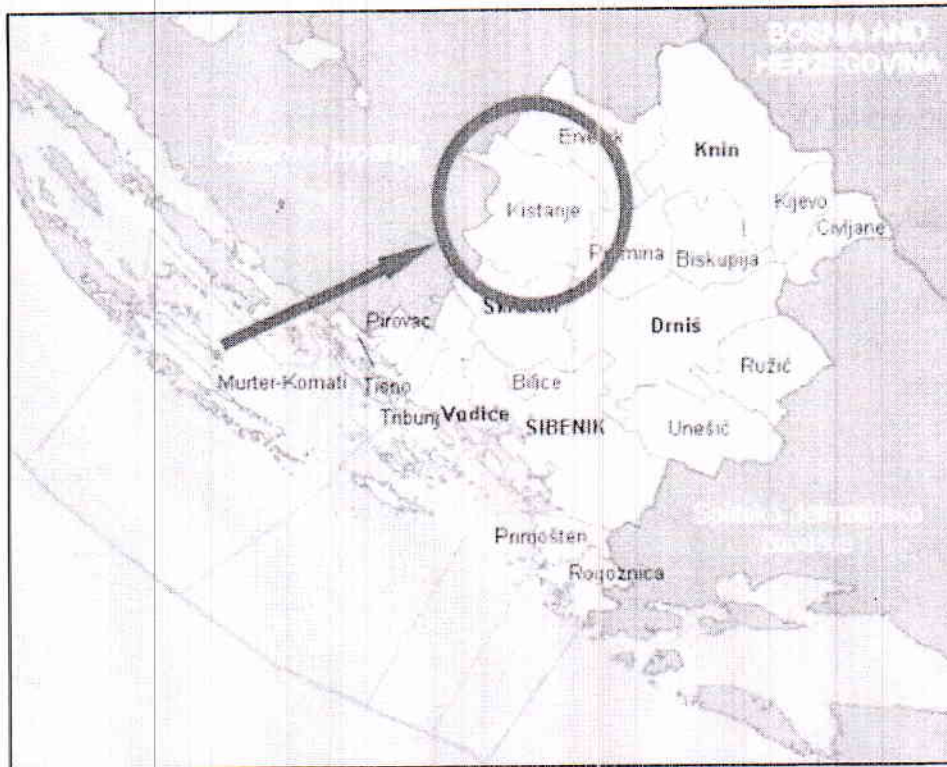 BOSNIA AND
HERZEGOVINA
Knin
Kijevo
Kistanje
Civljane
Biskupija
Pirovac
Drniš
Ružić
Murter-Kornati
Tisno
Bilice
Tribunj
Vodice
ŠIBENIK
Unešić
Primošten
Rogoznica